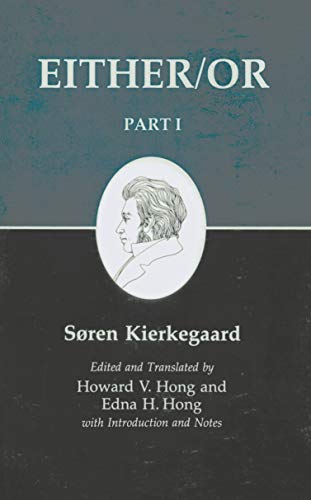 EITHER/OR
PART I
Søren Kierkegaard
Edited and Translated by
Howard V. Hong and
Edna H. Hong
with Introduction and Notes